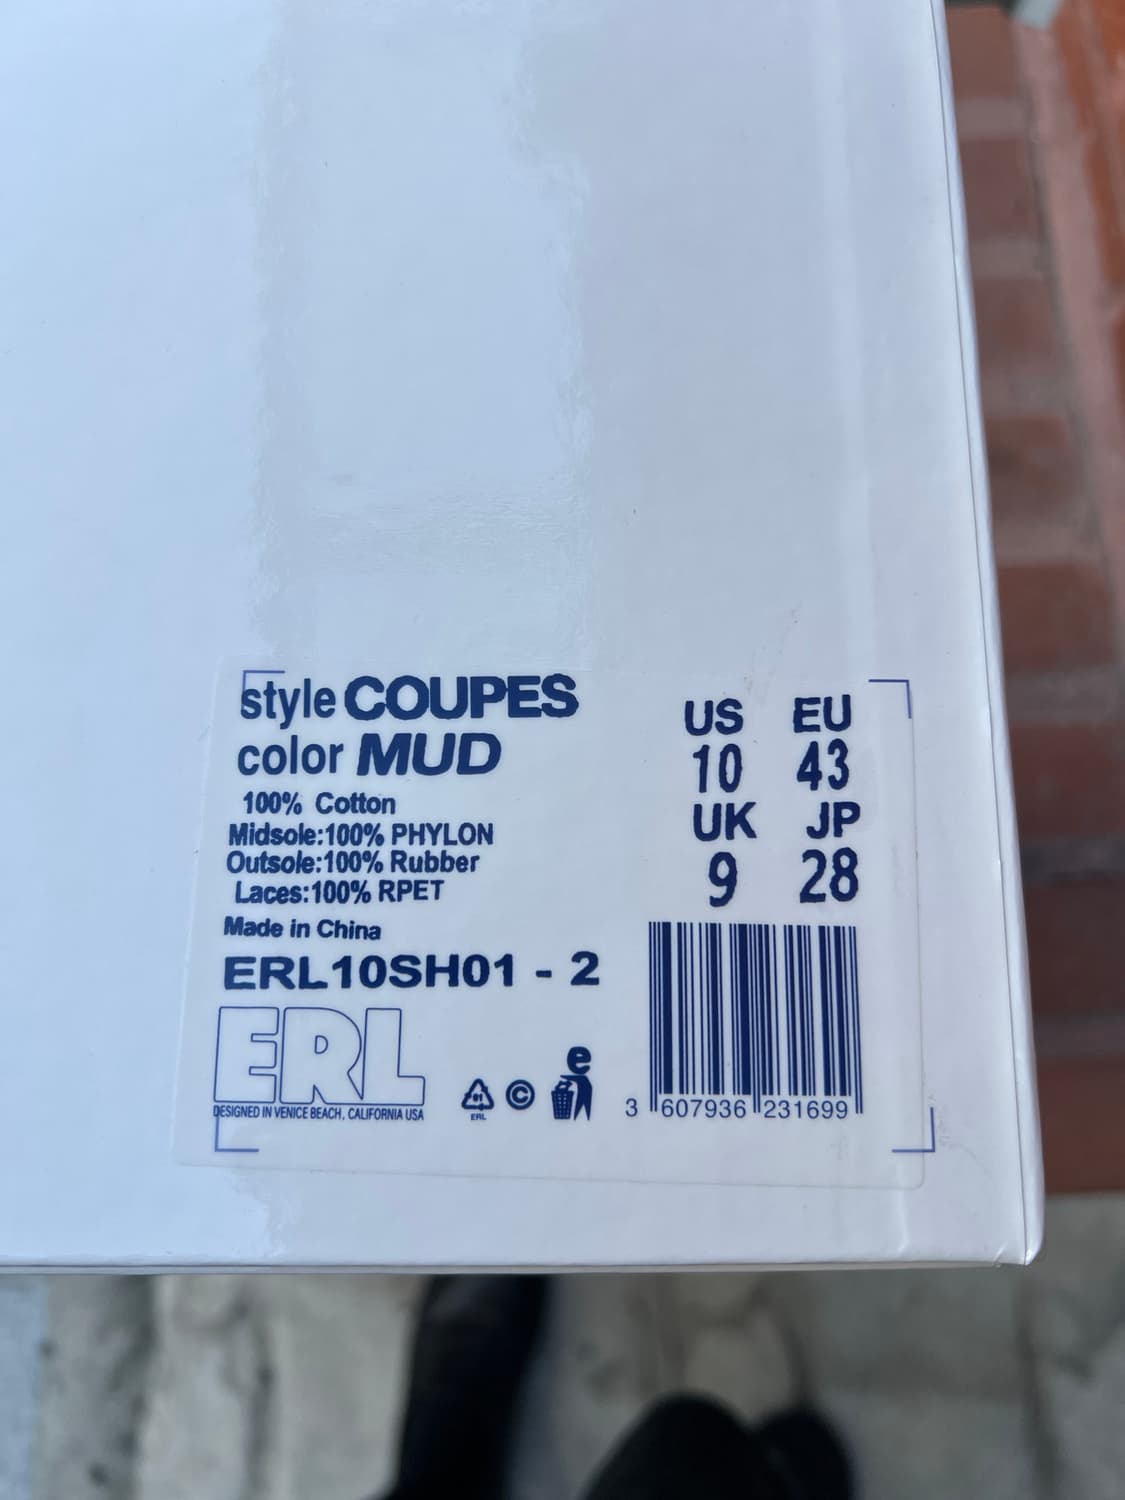 style COUPES
color MUD
100% Cotton
Midsole:100% PHYLON
Outsole:100% Rubber
Laces:100% RPET
Made in China
ERL10SH01 - 2
ERL
DESIGNED IN VENICE BEACH, CALIFORNIA USA
US EU
10 43
UK JP
9 28
01
ERL
©
e
3 607936 231699